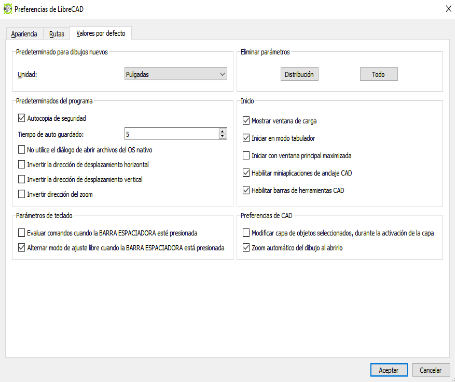 Preferencias de LibreCAD
Apariencia
Rutas
Valores por defecto
Predeterminado para dibujos nuevos
Unidad:
Pulgadas
Eliminar parámetros
Distribución
Todo
Predeterminados del programa
Autocopia de seguridad
Tiempo de auto guardado:
5
No utilice el diálogo de abrir archivos del OS nativo
Invertir la dirección de desplazamiento horizontal
Invertir la dirección de desplazamiento vertical
Invertir dirección del zoom
Inicio
Mostrar ventana de carga
Iniciar en modo tabulador
Iniciar con ventana principal maximizada
Habilitar miniaplicaciones de anclaje CAD
Habilitar barras de herramientas CAD
Parámetros de teclado
Evaluar comandos cuando la BARRA ESPACIADORA esté presionada
Alternar modo de ajuste libre cuando la BARRA ESPACIADORA está presionada
Preferencias de CAD
Modificar capa de objetos seleccionados, durante la activación de la capa
Zoom automático del dibujo al abrirlo
Aceptar
Cancelar